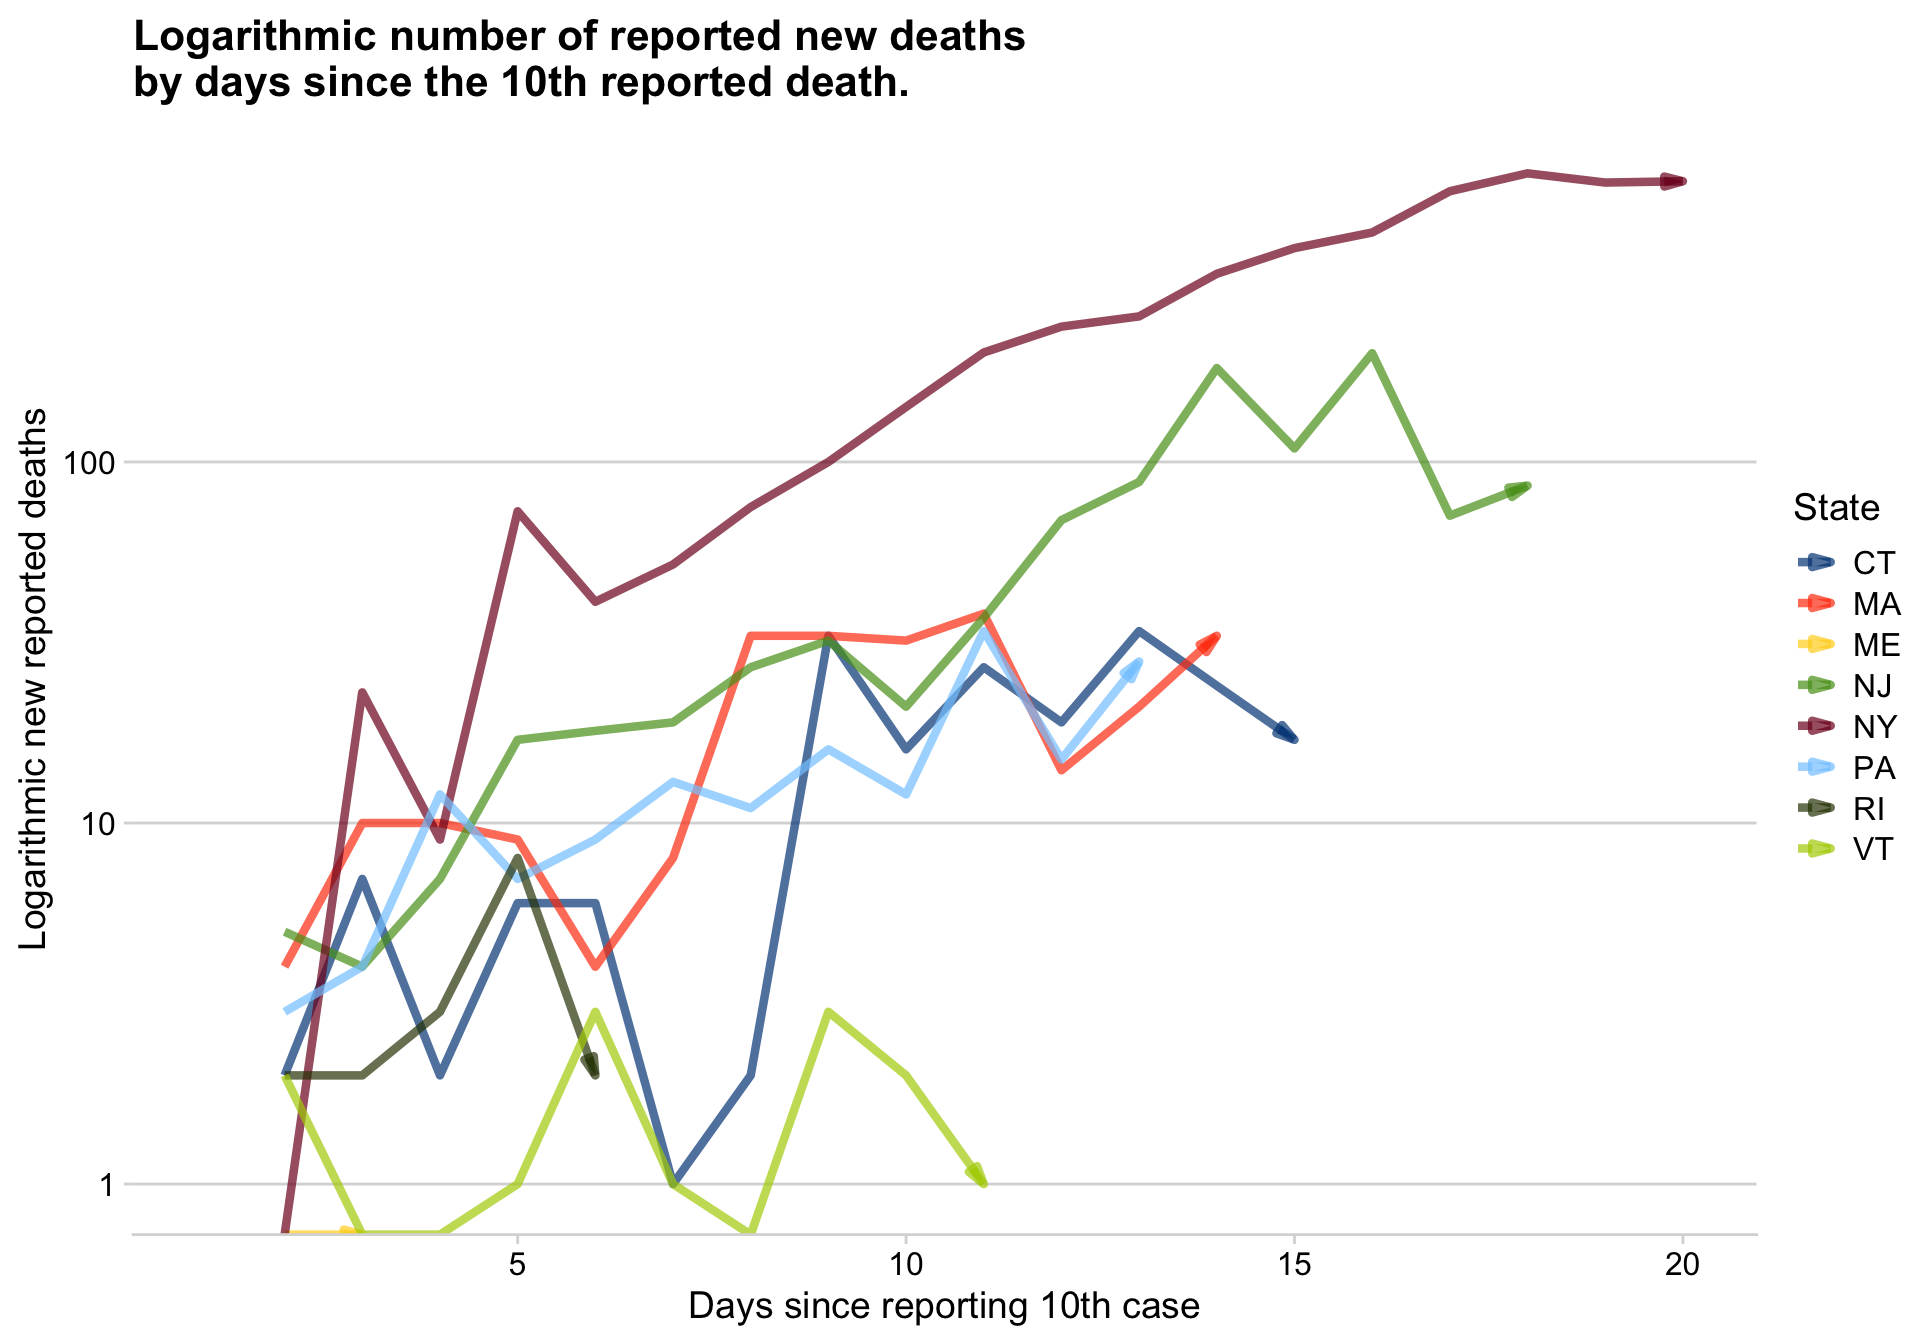 Logarithmic number of reported new deaths
by days since the 10th reported death.
Logarithmic new reported deaths
100
10
1
5
10
15
20
Days since reporting 10th case
State
CT
MA
ME
NJ
NY
PA
RI
VT